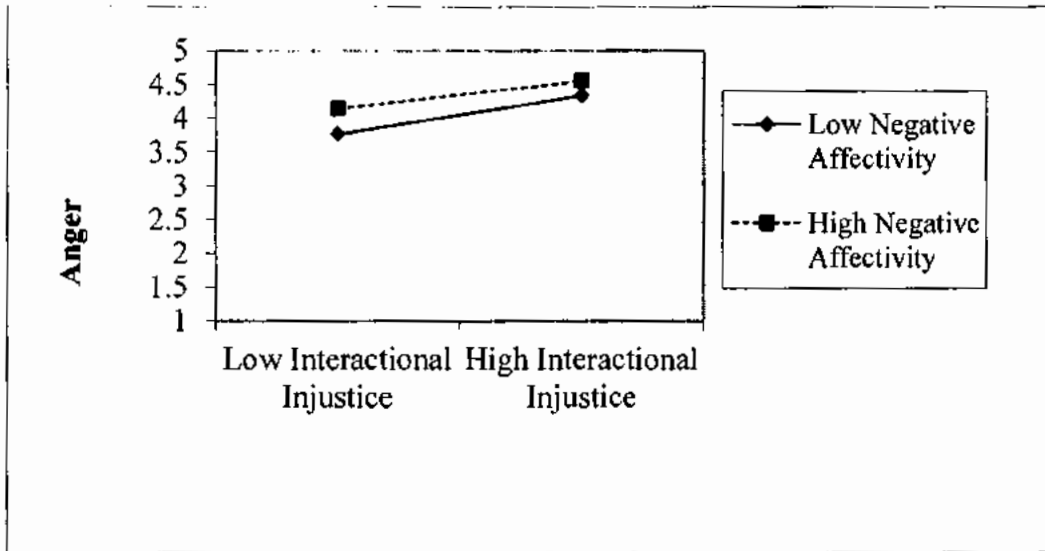 5
4.5
4
3.5
3
2.5
2
1.5
1
Anger
Low Interactional
Injustice
High Interactional
Injustice
Low Negative
Affectivity
High Negative
Affectivity